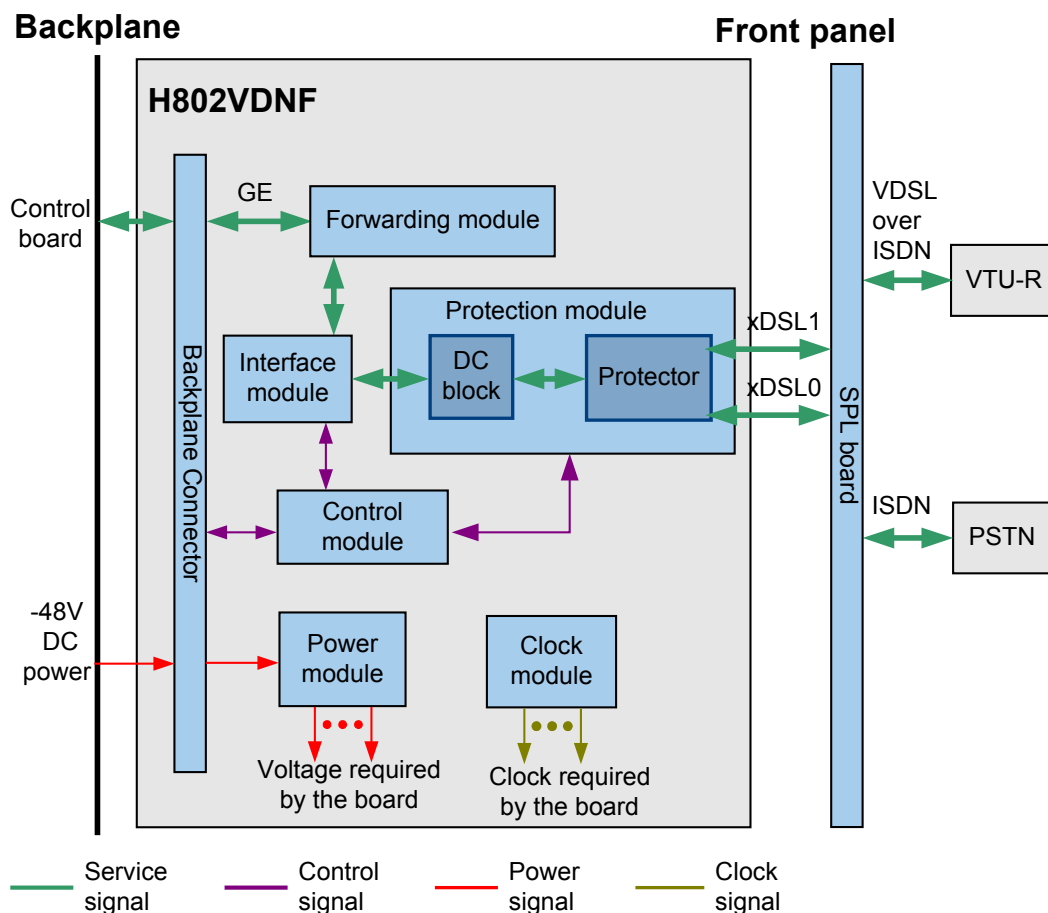 Backplane
Front panel
H802VDNF
Control
board
GE
Forwarding module
VDSL
over
ISDN
VTU-R
Protection module
xDSL1
Interface
module
DC
block
Protector
xDSL0
Backplane Connector
SPL board
Control
module
ISDN
PSTN
-48V
DC
power
Power
module
Clock
module
Voltage required
by the board
Clock required
by the board
Service
signal
Control
signal
Power
signal
Clock
signal